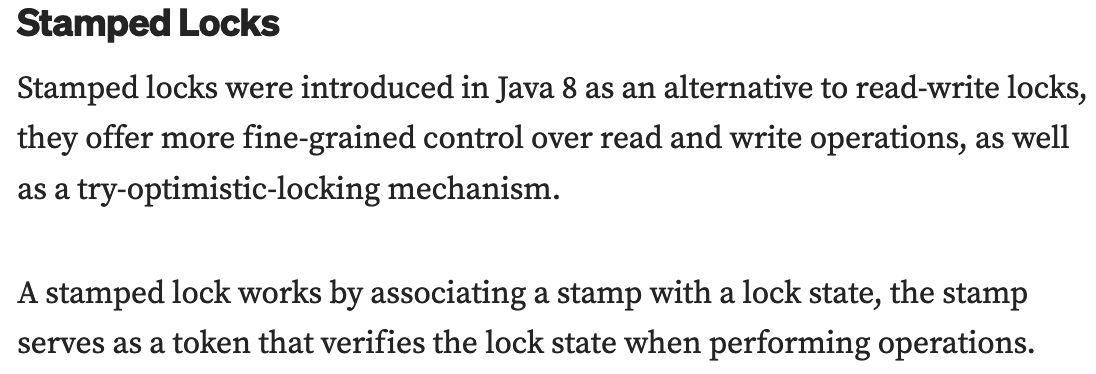 Stamped Locks
Stamped locks were introduced in Java 8 as an alternative to read-write locks,
they offer more fine-grained control over read and write operations, as well
as a try-optimistic-locking mechanism.
A stamped lock works by associating a stamp with a lock state, the stamp
serves as a token that verifies the lock state when performing operations.